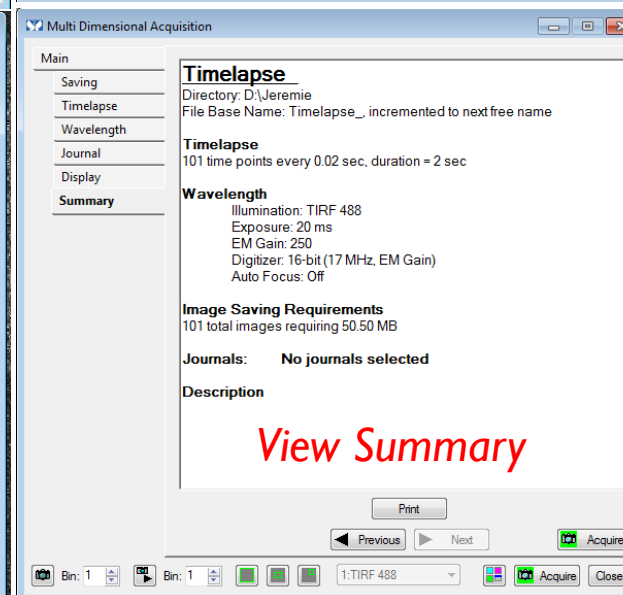 Multi Dimensional Acquisition
Main
Saving
Timelapse
Wavelength
Journal
Display
Summary
Timelapse
Directory: D:\Jeremie
File Base Name: Timelapse_, incremented to next free name
Timelapse
101 time points every 0.02 sec, duration = 2 sec
Wavelength
Illumination: TIRF 488
Exposure: 20 ms
EM Gain: 250
Digitizer: 16-bit (17 MHz, EM Gain)
Auto Focus: Off
Image Saving Requirements
101 total images requiring 50.50 MB
Journals: No journals selected
Description
View Summary
Print
Previous Next Acquire
Bin: 1 Bin: 1 1:TIRF 488 Acquire Close